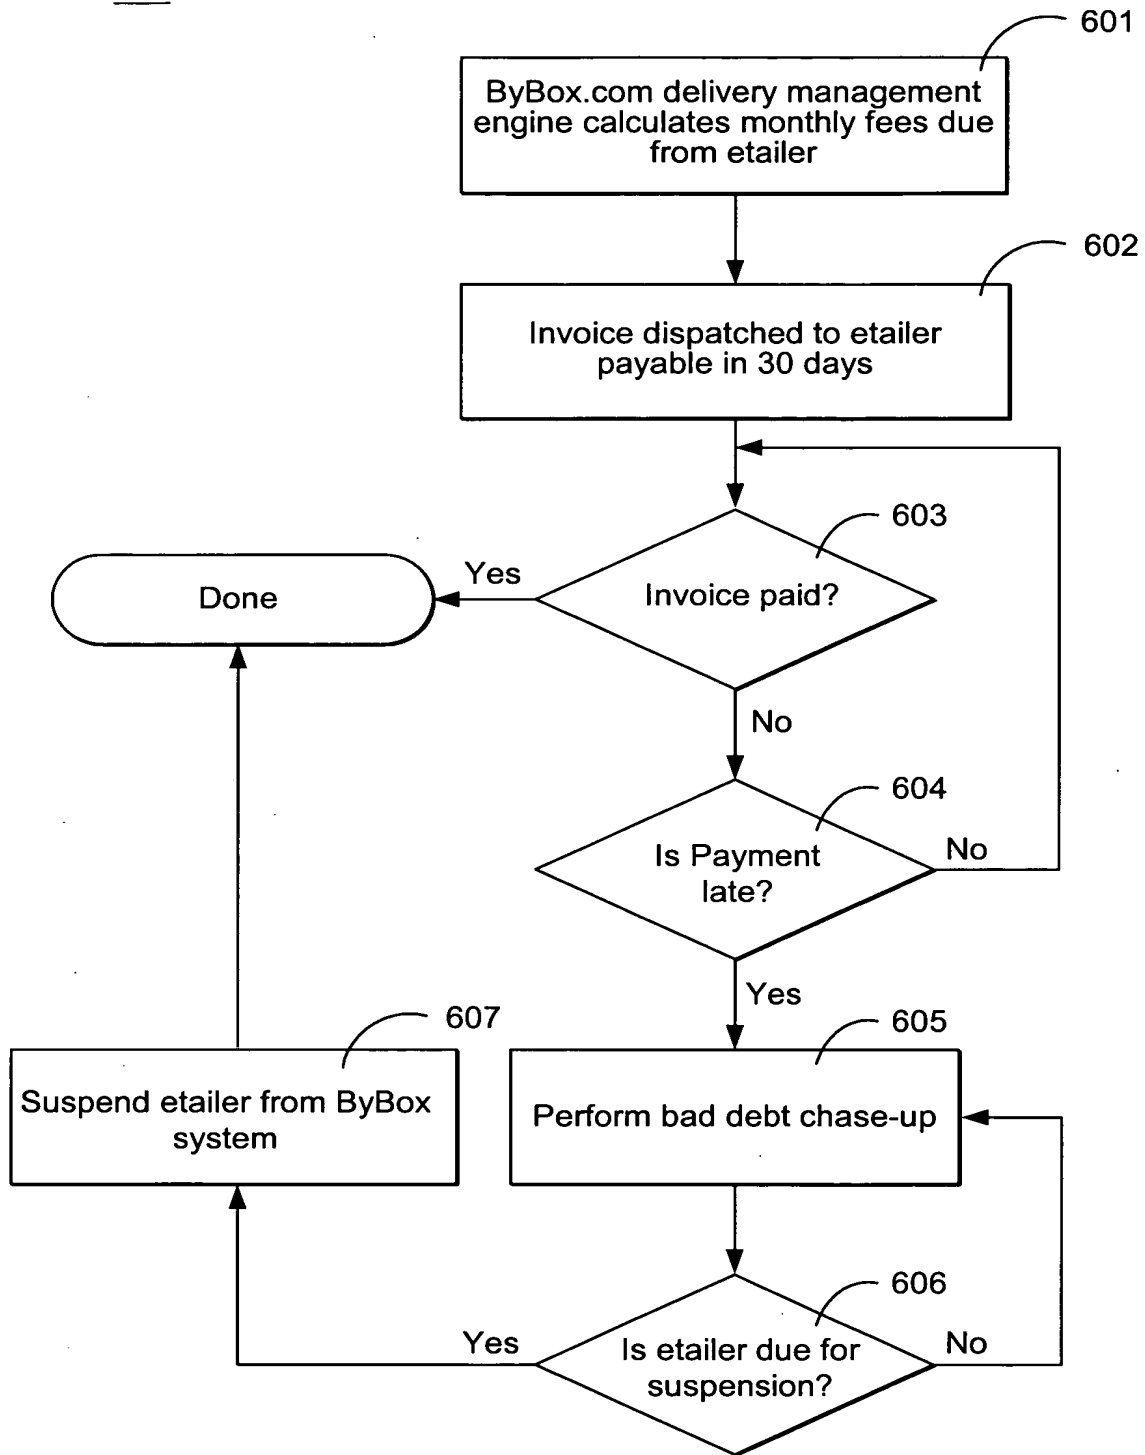 601
ByBox.com delivery management
engine calculates monthly fees due
from etailer
602
Invoice dispatched to etailer
payable in 30 days
603
Invoice paid?
Yes
Done
No
604
Is Payment
late?
No
Yes
605
Perform bad debt chase-up
607
Suspend etailer from ByBox
system
606
Is etailer due for
suspension?
Yes
No